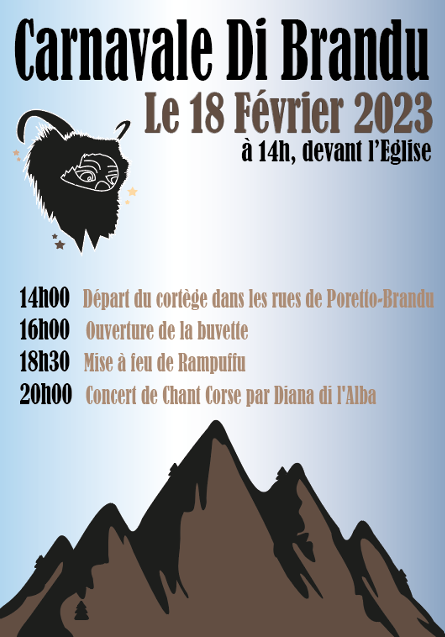 Carnavale Di Brandu
Le 18 Février 2023
à 14h, devant l'Eglise
14h00 Départ du cortège dans les rues de Poretto-Brandu
16h00 Ouverture de la buvette
18h30 Mise à feu de Rampuffu
20h00 Concert de Chant Corse par Diana di l'Alba